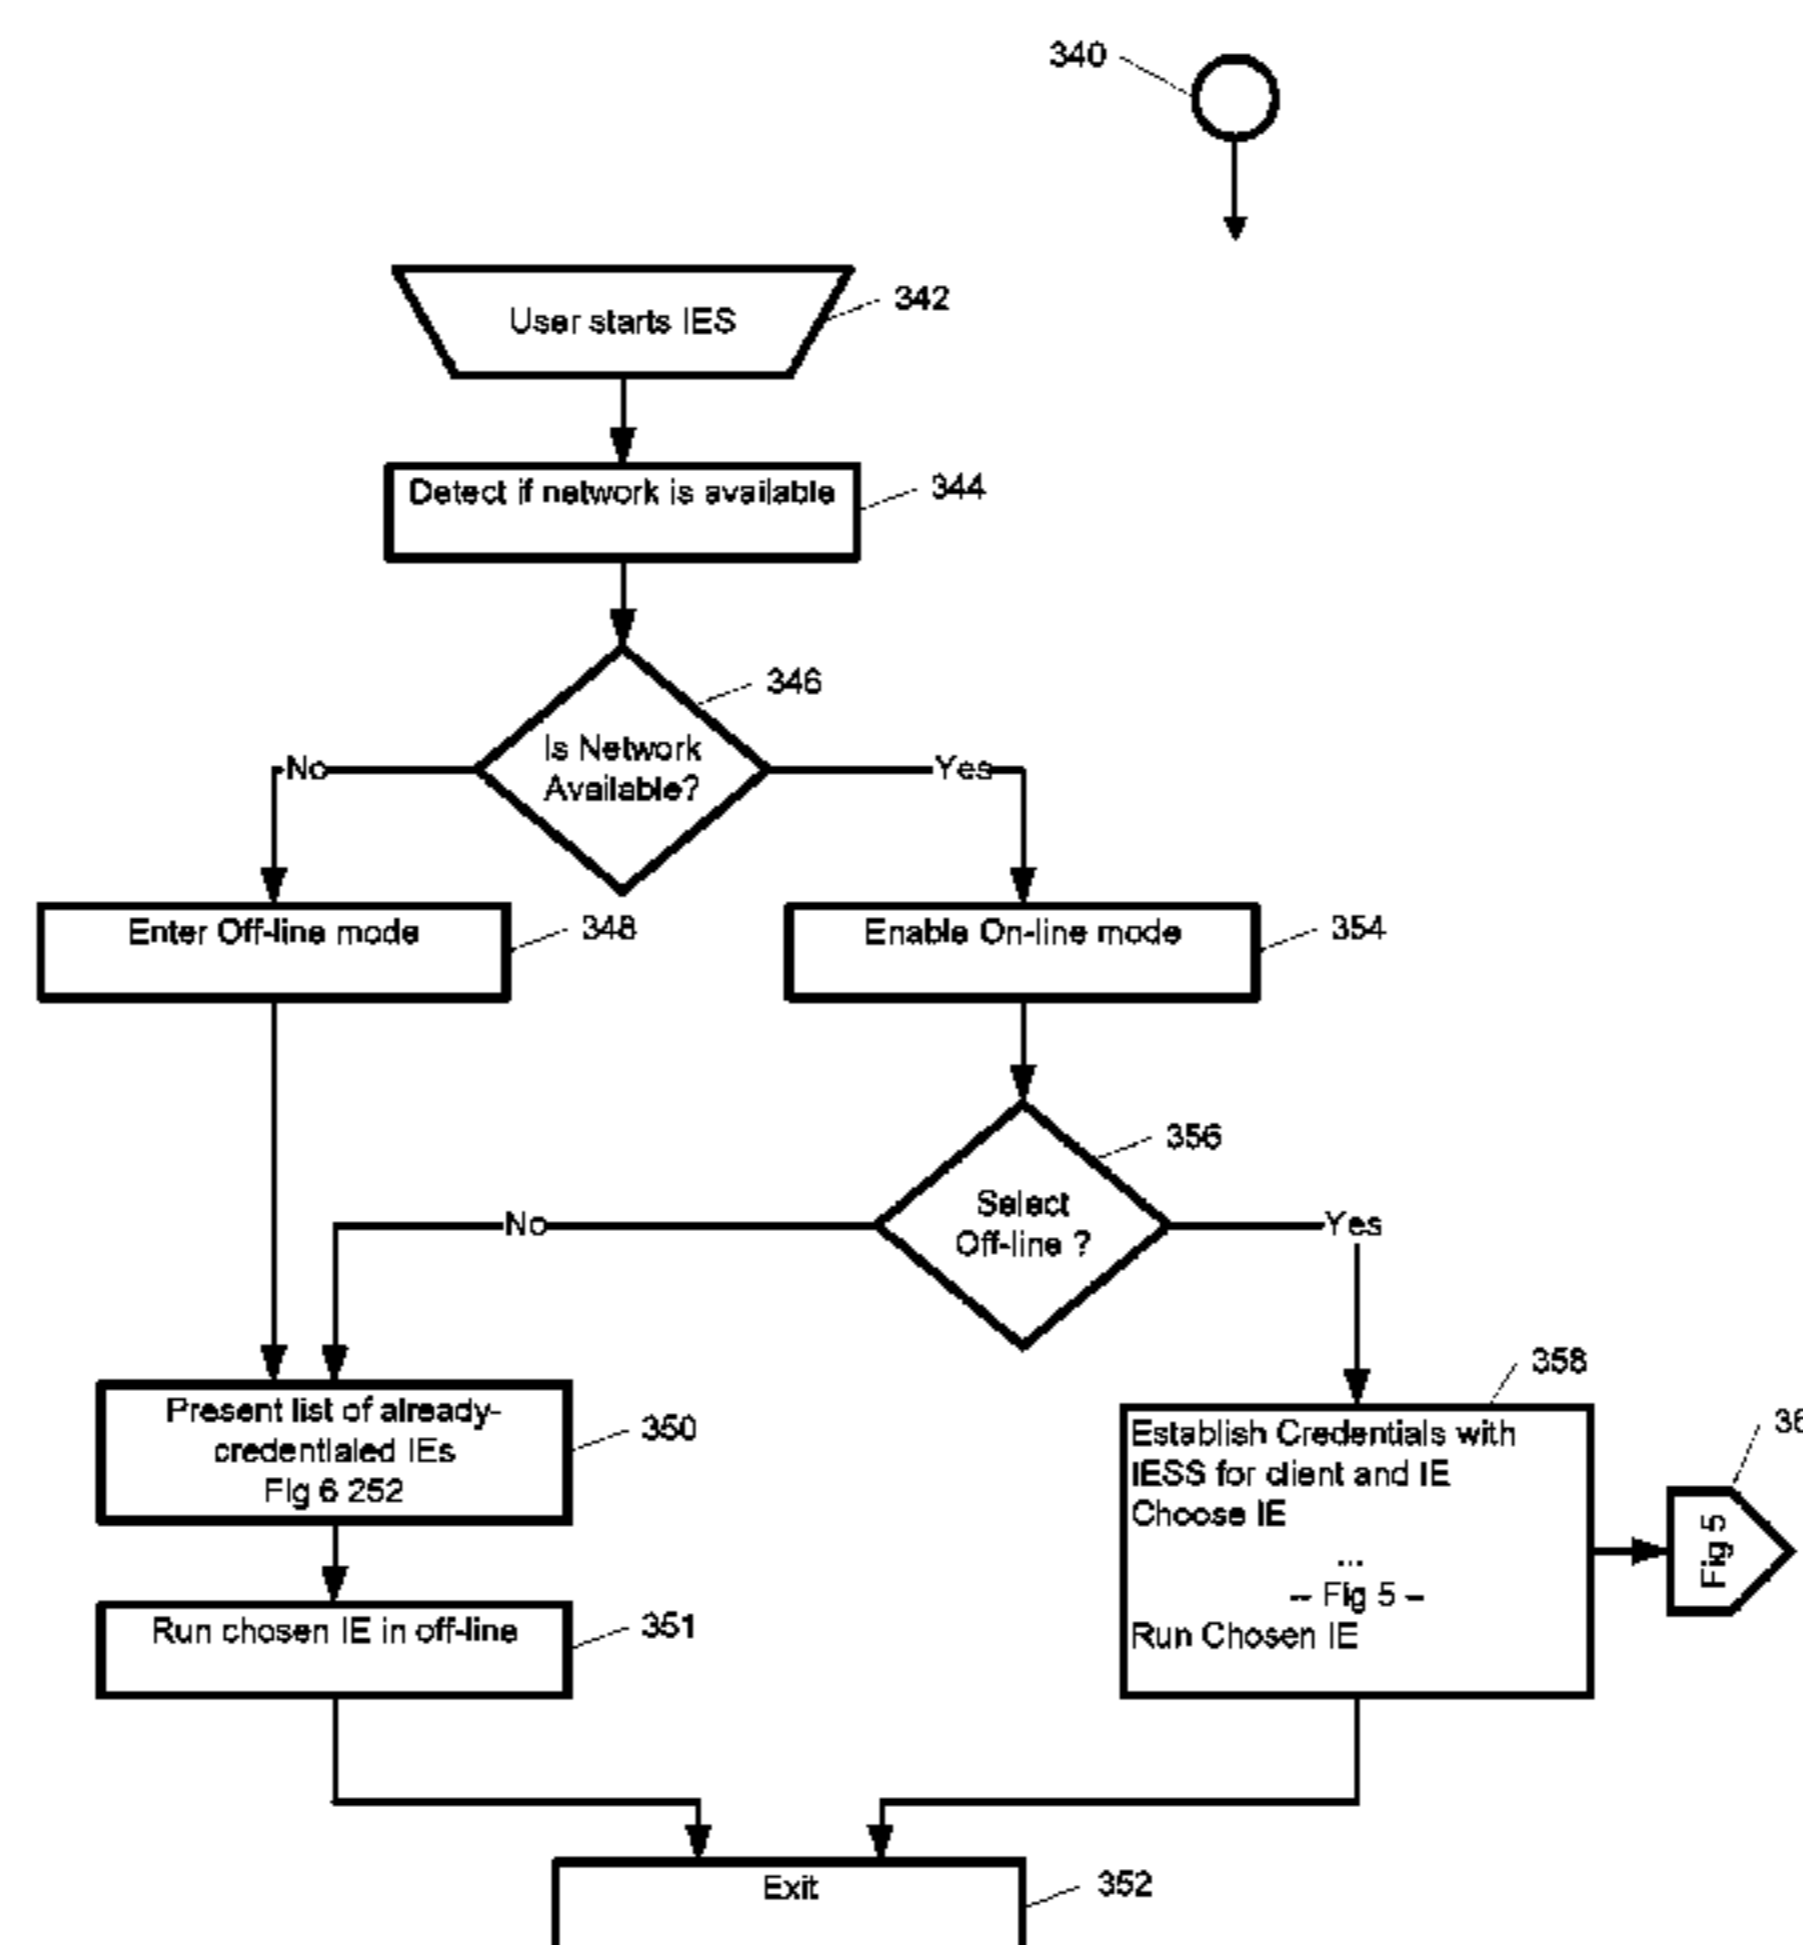 340
User starts IES
342
Detect if network is available
344
346
Is Network
Available?
No
Yes
Enter Off-line mode
348
Enable On-line mode
354
356
Select
Off-line ?
No
Yes
358
Present list of already-
credentialed IEs
Fig 6 252
350
Establish Credentials with
IESS for client and IE
Choose IE
...
-- Fig 5 --
Run Chosen IE
Fig 5
Run chosen IE in off-line
351
Exit
352